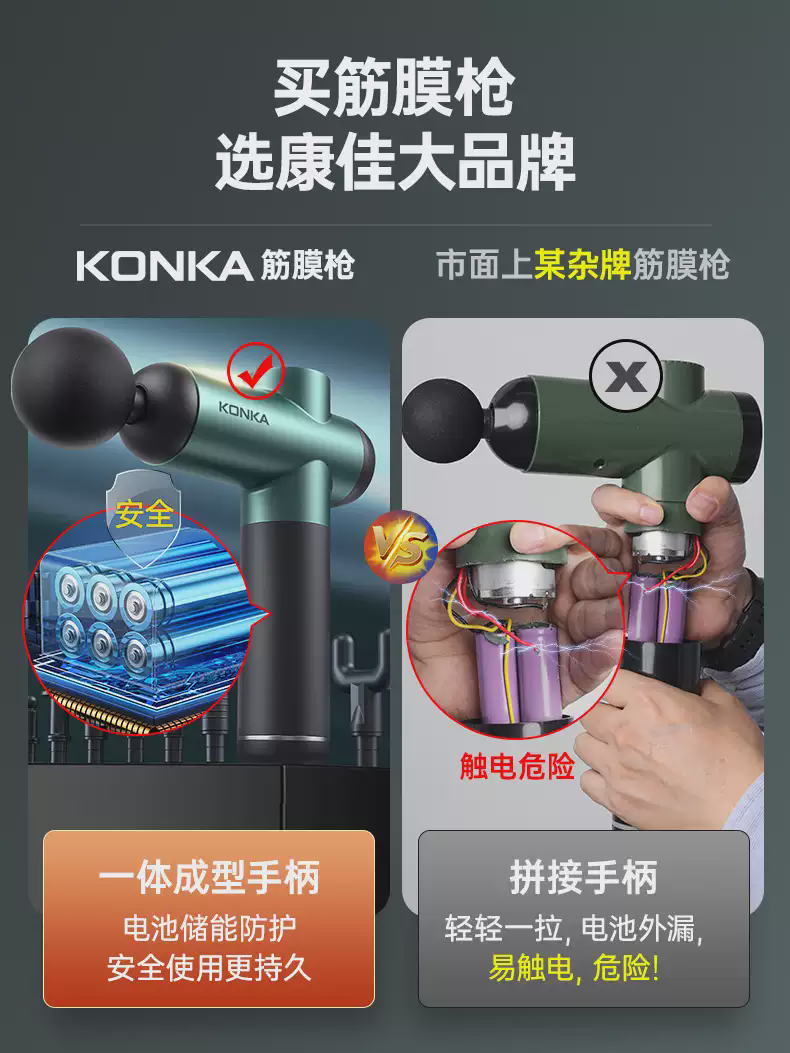 买筋膜枪
选康佳大品牌
KONKA 筋膜枪
市面上某杂牌筋膜枪
KONKA
安全
VS
触电危险
一体成型手柄
电池储能防护
安全使用更持久
拼接手柄
轻轻一拉, 电池外漏,
易触电, 危险!